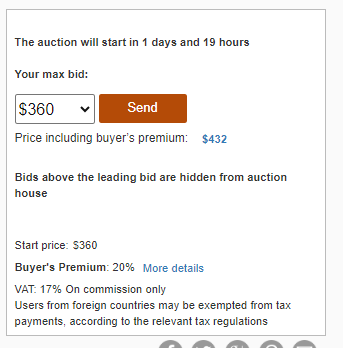 The auction will start in 1 days and 19 hours
Your max bid:
$360
Send
Price including buyer's premium: $432
Bids above the leading bid are hidden from auction
house
Start price: $360
Buyer's Premium: 20% More details
VAT: 17% On commission only
Users from foreign countries may be exempted from tax
payments, according to the relevant tax regulations